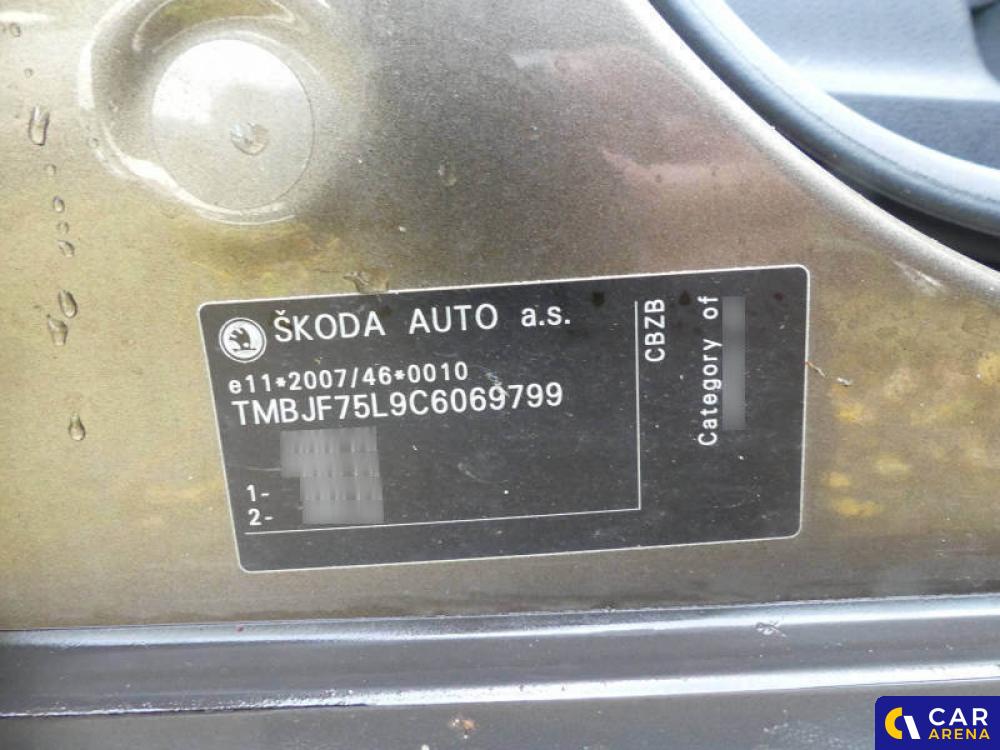 ŠKODA AUTO a.s.
e11*2007/46*0010
TMBJF75L9C6069799
1-
2-
CBZB
Category of
CAR
ARENA